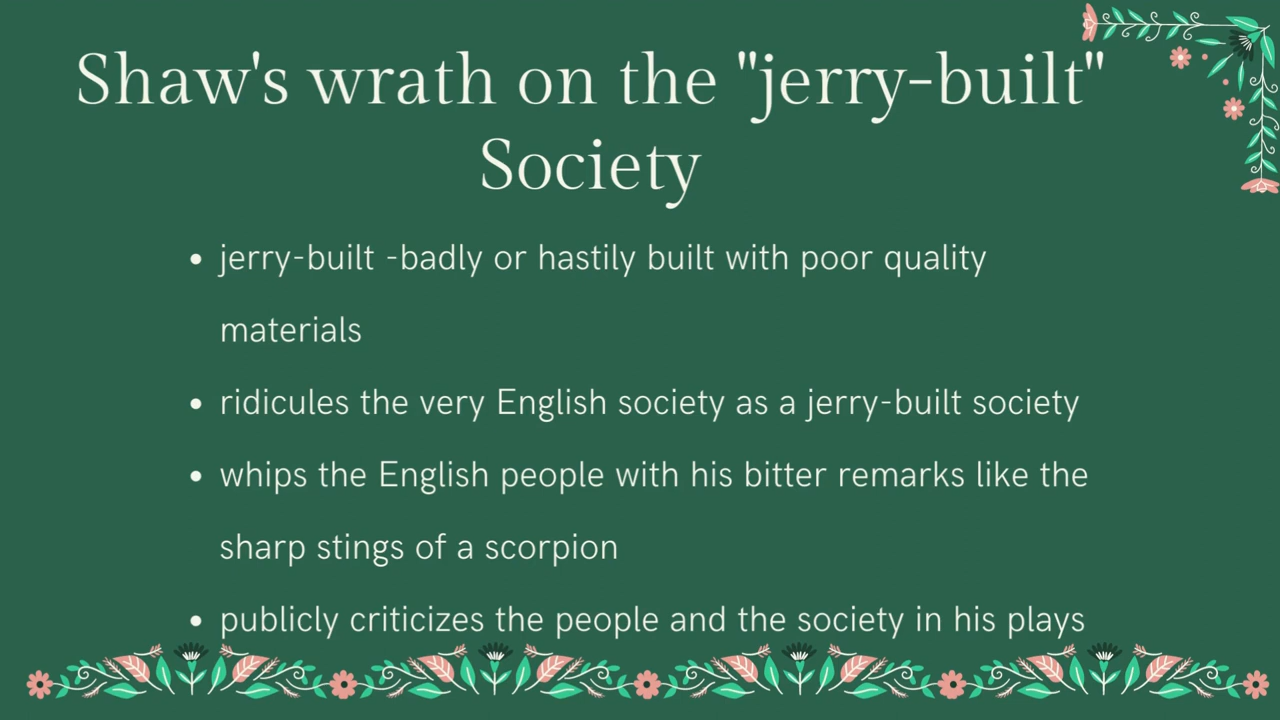 Shaw's wrath on the "jerry-built"
Society
• jerry-built -badly or hastily built with poor quality
materials
• ridicules the very English society as a jerry-built society
• whips the English people with his bitter remarks like the
sharp stings of a scorpion
• publicly criticizes the people and the society in his plays